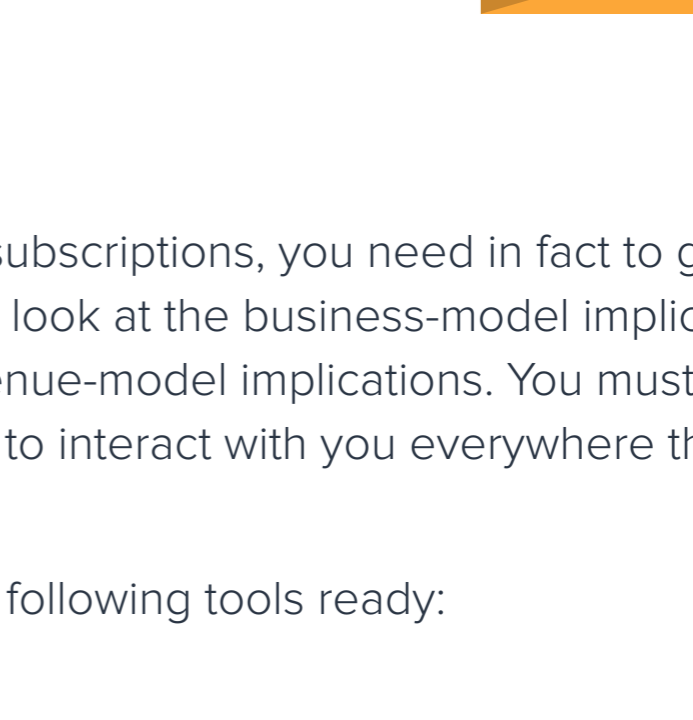 subscriptions, you need in fact to g
look at the business-model implic
enue-model implications. You must
to interact with you everywhere th
following tools ready: